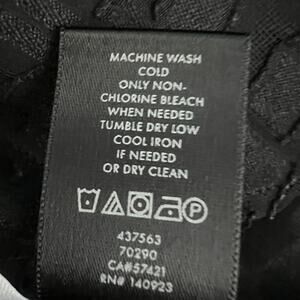 MACHINE WASH
COLD
ONLY NON-
CHLORINE BLEACH
WHEN NEEDED
TUMBLE DRY LOW
COOL IRON
IF NEEDED
OR DRY CLEAN
P
437563
70290
CA#57421
RN# 140923